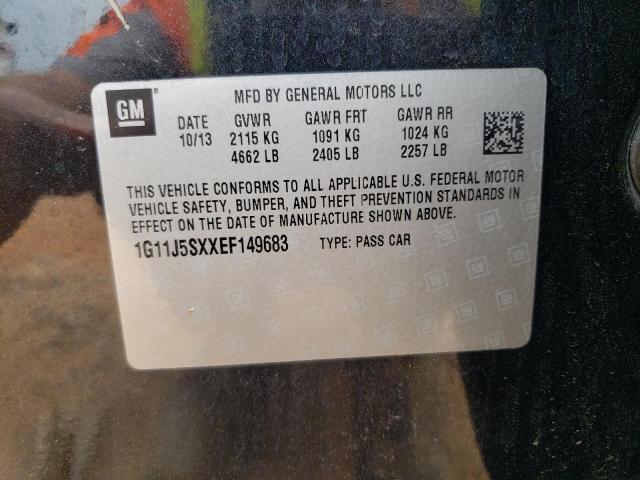 GM ®
MFD BY GENERAL MOTORS LLC
DATE GVWR GAWR FRT GAWR RR
10/13 2115 KG 1091 KG 1024 KG
4662 LB 2405 LB 2257 LB
THIS VEHICLE CONFORMS TO ALL APPLICABLE U.S. FEDERAL MOTOR
VEHICLE SAFETY, BUMPER, AND THEFT PREVENTION STANDARDS IN
EFFECT ON THE DATE OF MANUFACTURE SHOWN ABOVE.
1G11J5SXXEF149683 TYPE: PASS CAR